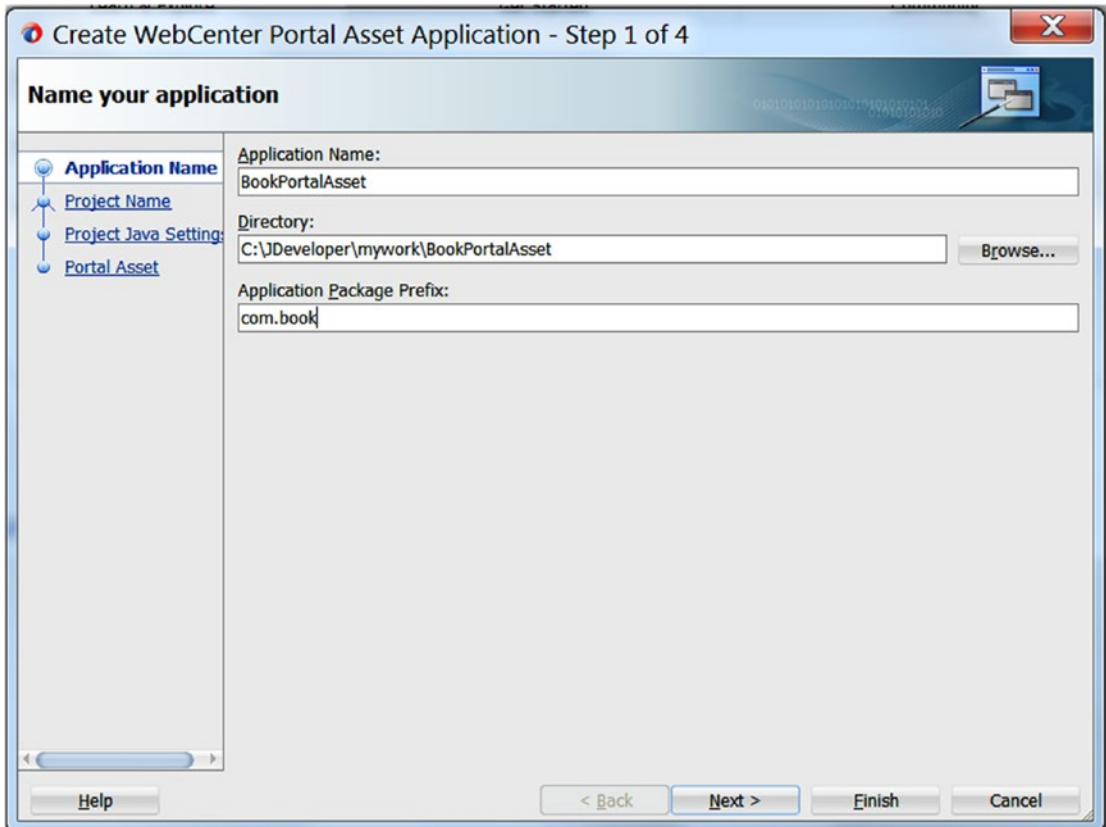 Create WebCenter Portal Asset Application - Step 1 of 4
Name your application
Application Name
Project Name
Project Java Setting
Portal Asset
Application Name:
BookPortalAsset
Directory:
C:\JDeveloper\mywork\BookPortalAsset
Browse...
Application Package Prefix:
com.book
Help
< Back
Next >
Finish
Cancel